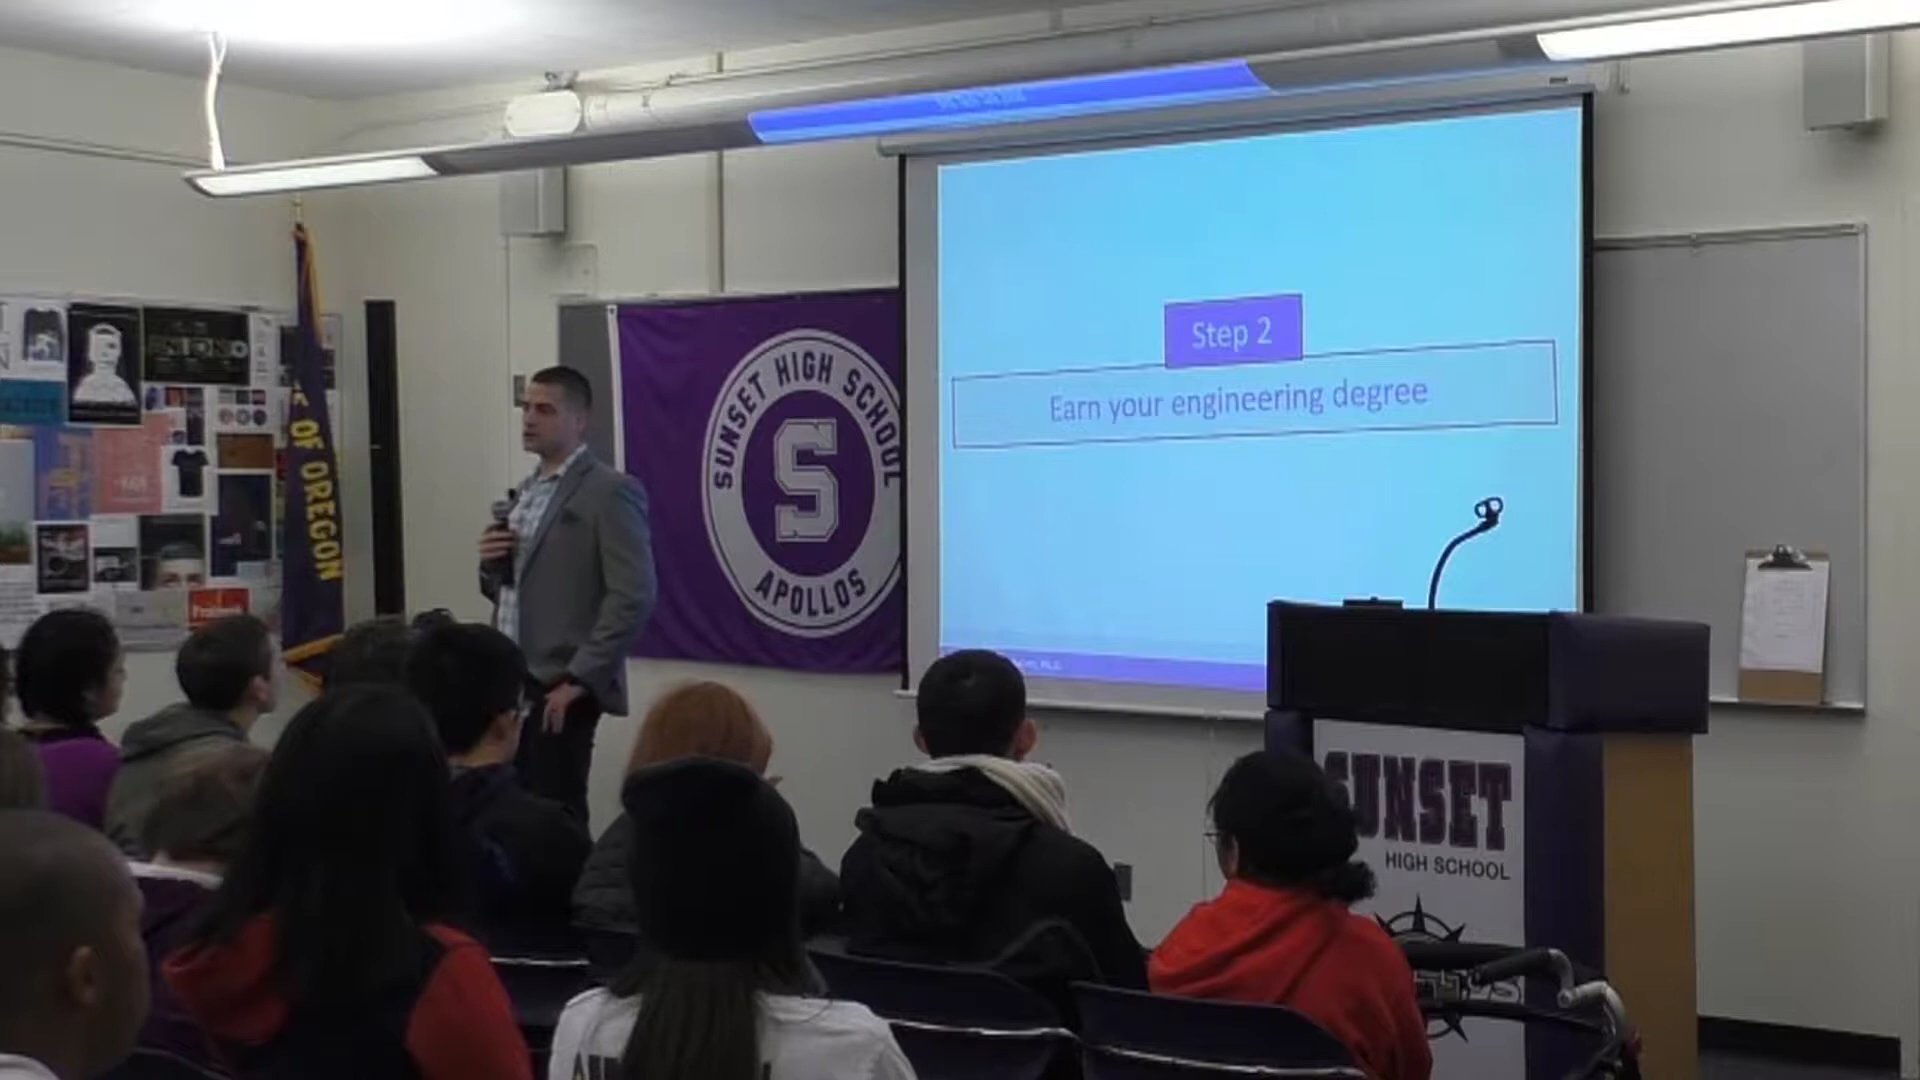 Step 2
Earn your engineering degree
SUNSET HIGH SCHOOL
S
APOLLOS
OF OREGON
SUNSET
HIGH SCHOOL